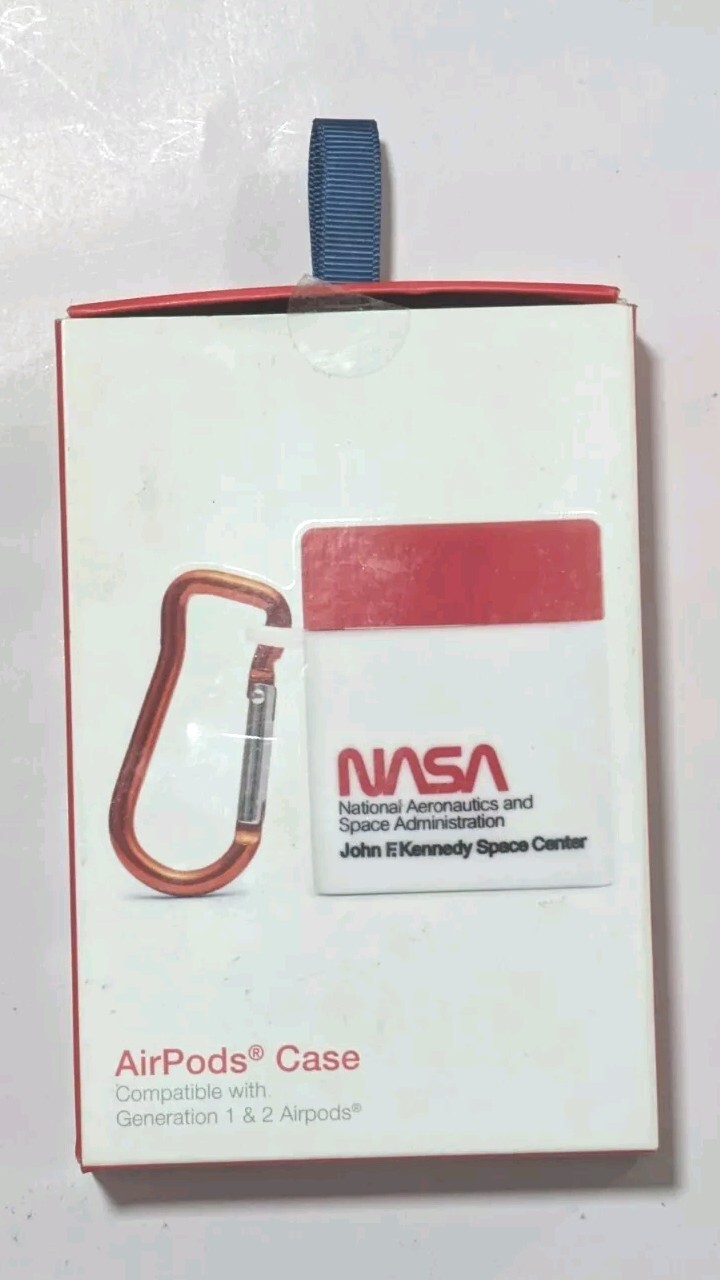 NASA
National Aeronautics and
Space Administration
John F. Kennedy Space Center
AirPods® Case
Compatible with
Generation 1 & 2 Airpods®